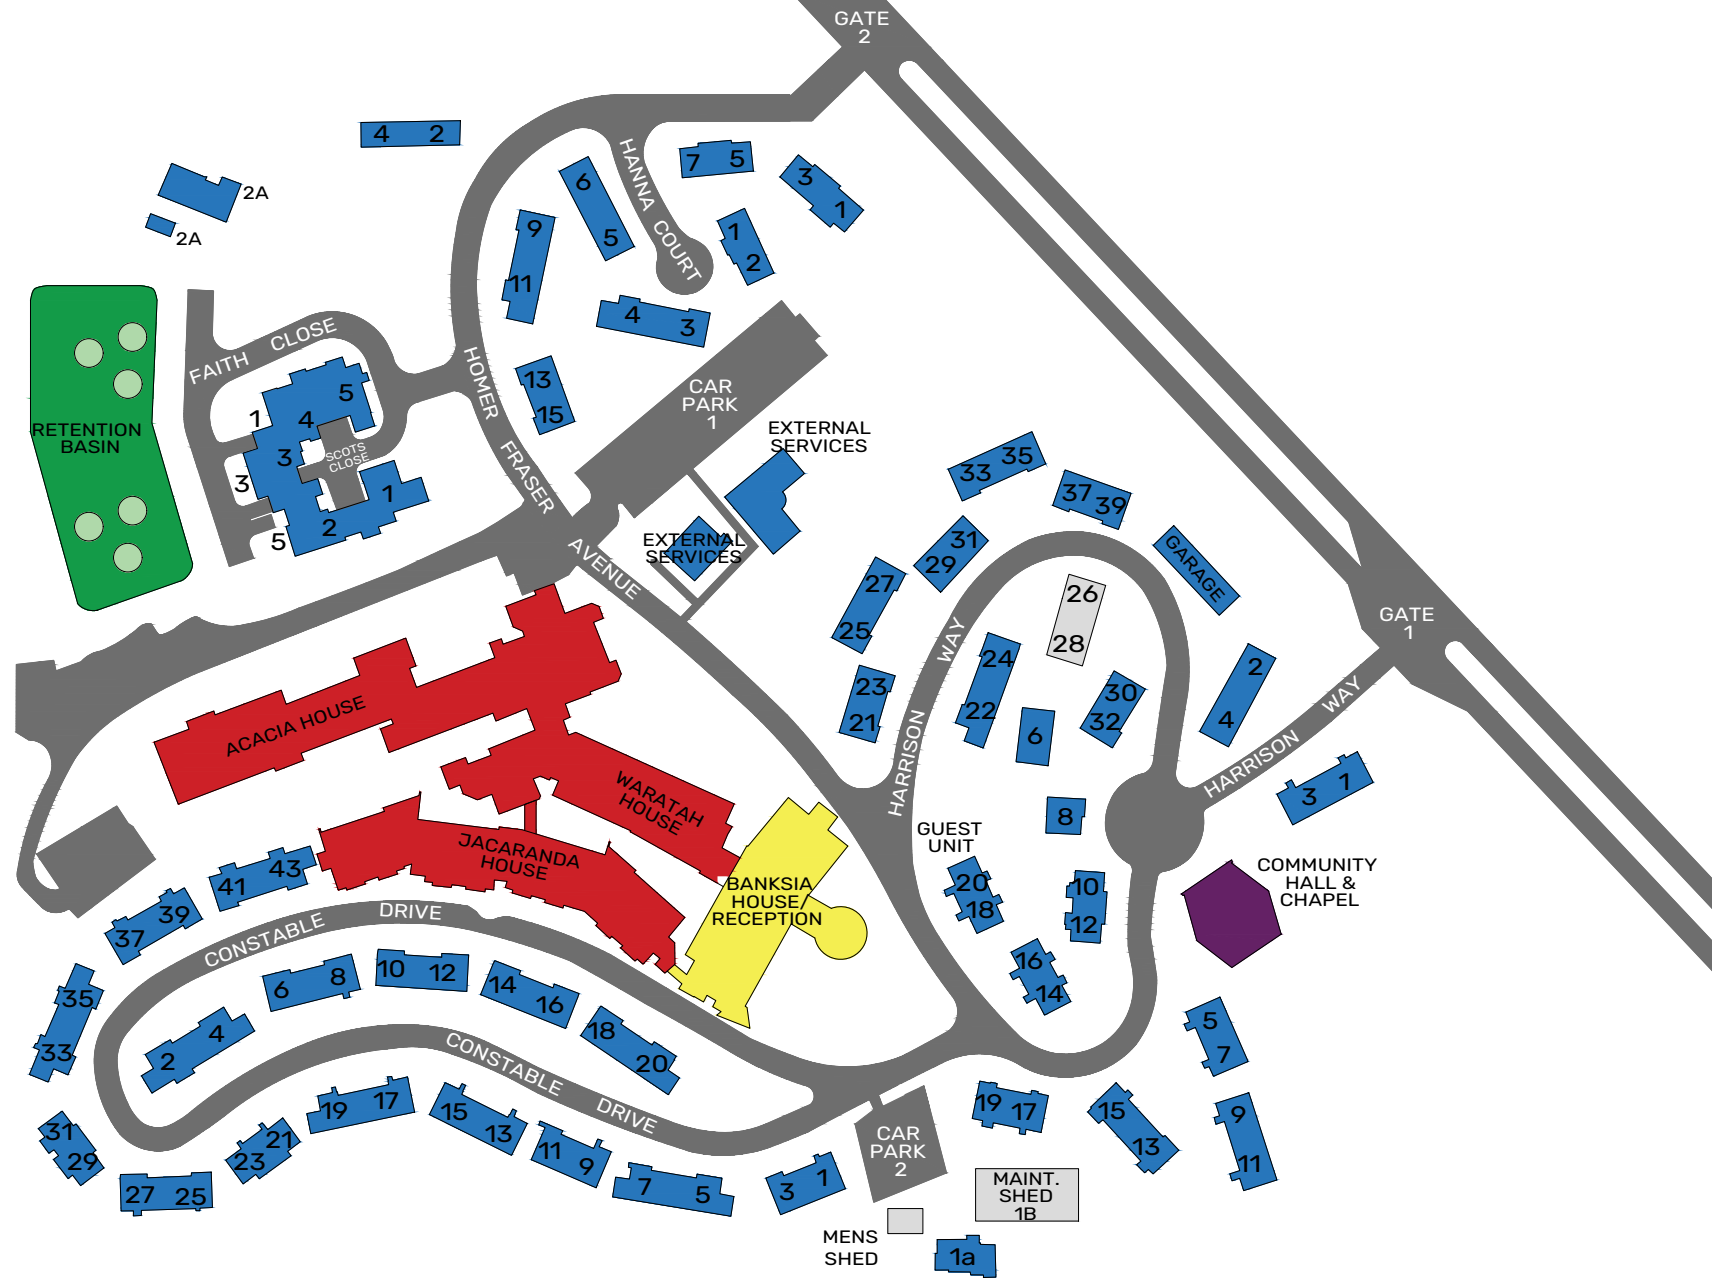 GATE
2
4 2
2A
2A
HANNA COURT
7 5
3
1
6
5
9
11
1
2
4 3
FAITH CLOSE
HOMER FRASER AVENUE
13
15
CAR
PARK
1
RETENTION
BASIN
1
3
5
5
4
3
2
1
SCOTS
CLOSE
EXTERNAL
SERVICES
EXTERNAL
SERVICES
33 35
37 39
31
29
GARAGE
27
25
26
28
GATE
1
HARRISON WAY
24
22
23
21
30
32
6
2
4
HARRISON WAY
3 1
8
ACACIA HOUSE
WARATAH
HOUSE
JACARANDA
HOUSE
BANKSIA
HOUSE/
RECEPTION
GUEST
UNIT
20
18
10
12
16
14
COMMUNITY
HALL &
CHAPEL
41 43
37 39
CONSTABLE DRIVE
35
33
6 8
10 12
14 16
18 20
2 4
CONSTABLE DRIVE
31
29
27 25
23 21
19 17
15 13
11 9
7 5
3 1
CAR
PARK
2
19 17
15
13
5
7
9
11
MAINT.
SHED
1B
MENS
SHED
1a